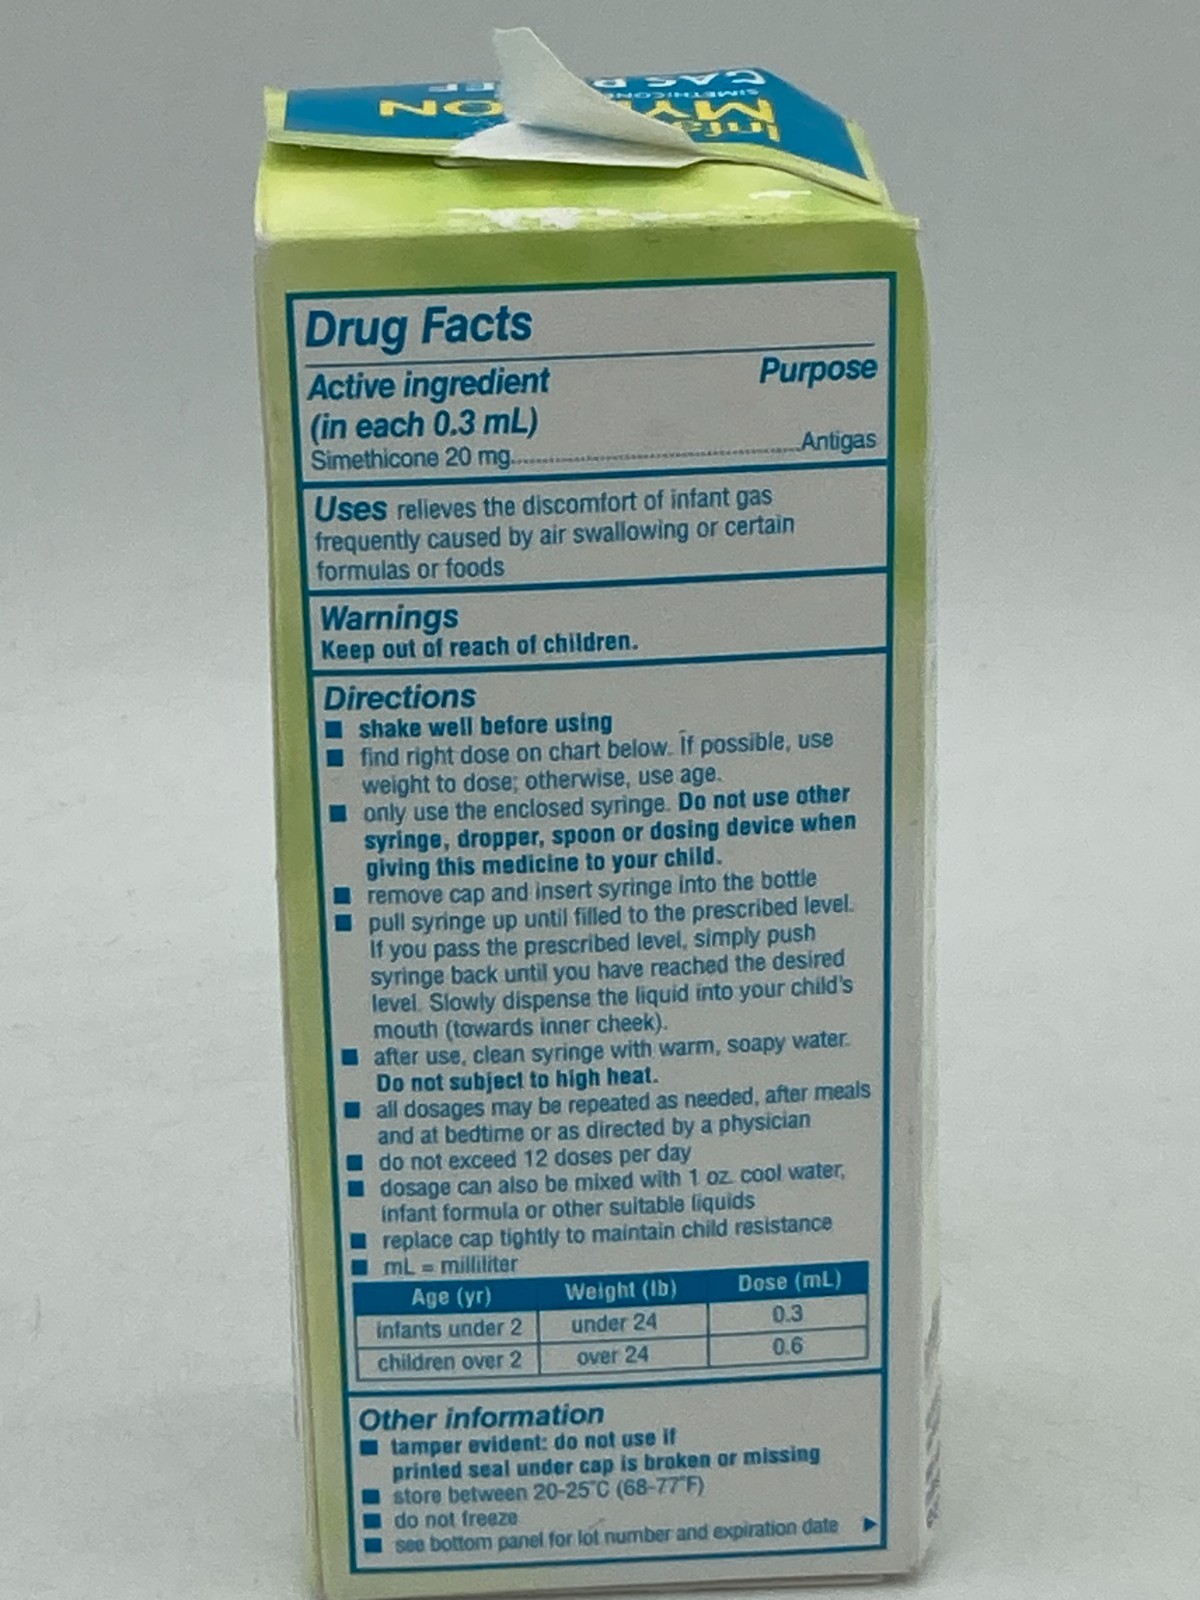 GAS R EF
SIMETHICONE
Infa
MY ON
Drug Facts
Active ingredient Purpose
(in each 0.3 mL)
Simethicone 20 mg Antigas
Uses relieves the discomfort of infant gas
frequently caused by air swallowing or certain
formulas or foods
Warnings
Keep out of reach of children.
Directions
■ shake well before using
■ find right dose on chart below. If possible, use
weight to dose; otherwise, use age.
■ only use the enclosed syringe. Do not use other
syringe, dropper, spoon or dosing device when
giving this medicine to your child.
■ remove cap and insert syringe into the bottle
■ pull syringe up until filled to the prescribed level.
If you pass the prescribed level, simply push
syringe back until you have reached the desired
level. Slowly dispense the liquid into your child's
mouth (towards inner cheek).
■ after use, clean syringe with warm, soapy water.
Do not subject to high heat.
■ all dosages may be repeated as needed, after meals
and at bedtime or as directed by a physician
■ do not exceed 12 doses per day
■ dosage can also be mixed with 1 oz. cool water,
infant formula or other suitable liquids
■ replace cap tightly to maintain child resistance
■ mL = milliliter
Age (yr) Weight (lb) Dose (mL)
infants under 2 under 24 0.3
children over 2 over 24 0.6
Other information
■ tamper evident: do not use if
printed seal under cap is broken or missing
■ store between 20-25°C (68-77°F)
■ do not freeze
■ see bottom panel for lot number and expiration date